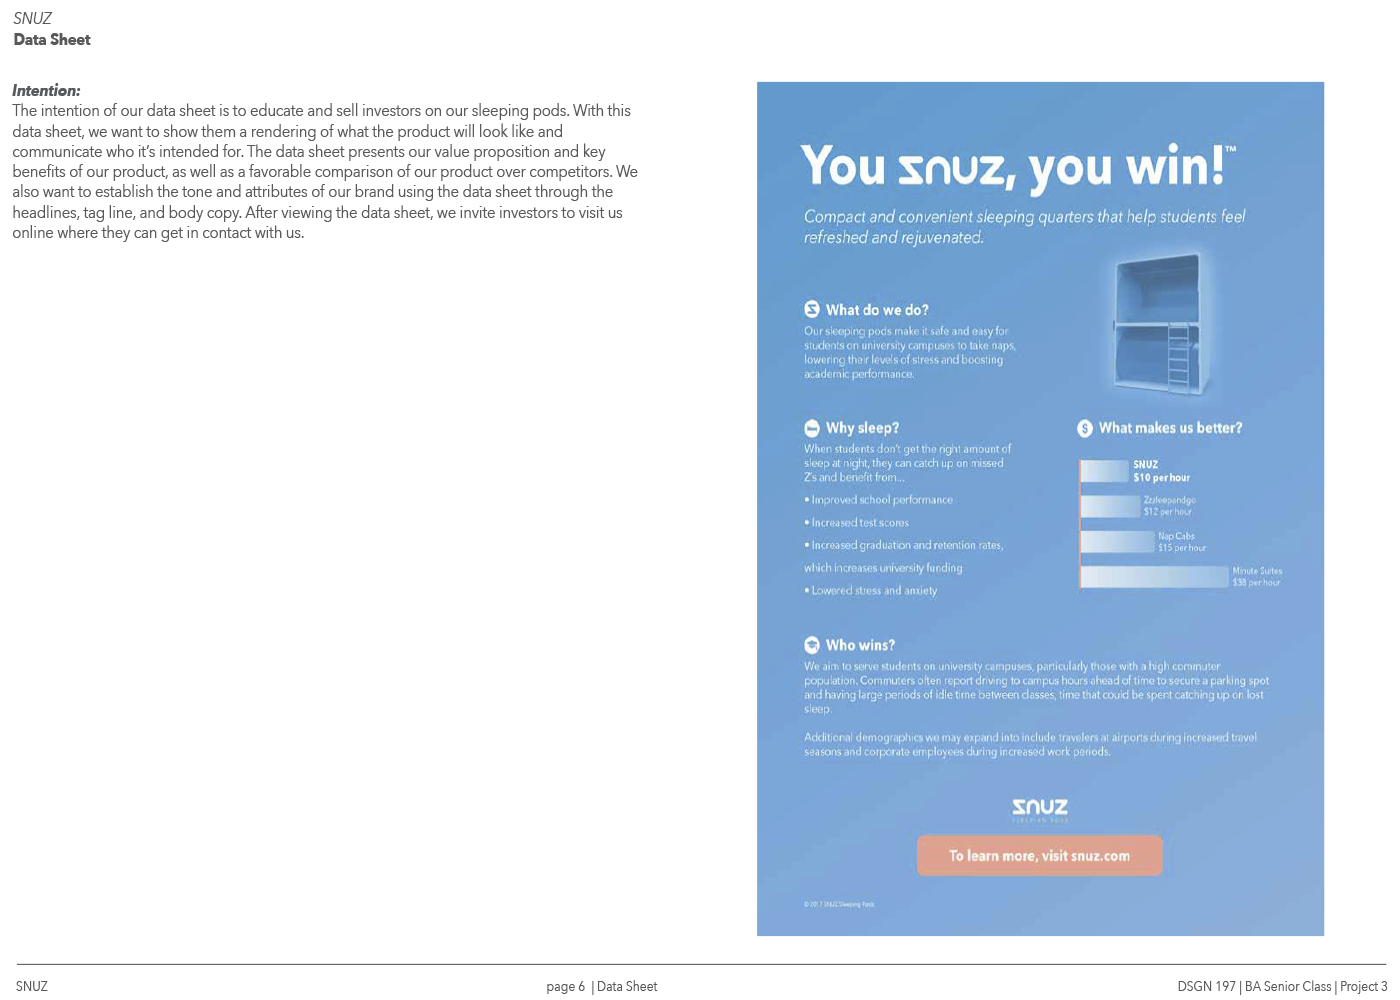 SNUZ
Data Sheet
Intention:
The intention of our data sheet is to educate and sell investors on our sleeping pods. With this
data sheet, we want to show them a rendering of what the product will look like and
communicate who it's intended for. The data sheet presents our value proposition and key
benefits of our product, as well as a favorable comparison of our product over competitors. We
also want to establish the tone and attributes of our brand using the data sheet through the
headlines, tag line, and body copy. After viewing the data sheet, we invite investors to visit us
online where they can get in contact with us.
You snuz, you win!™
Compact and convenient sleeping quarters that help students feel
refreshed and rejuvenated.
What do we do?
Our sleeping pods make it safe and easy for
students on university campuses to take naps,
lowering their levels of stress and boosting
academic performance.
Why sleep?
When students don't get the right amount of
sleep at night, they can catch up on missed
Z's and benefit from...
• Improved school performance
• Increased test scores
• Increased graduation and retention rates,
which increases university funding
• Lowered stress and anxiety
$ What makes us better?
SNUZ
$10 per hour
Zzzleepandgo
$12 per hour
Nap Cabs
$15 per hour
Minute Suites
$38 per hour
Who wins?
We aim to serve students on university campuses, particularly those with a high commuter
population. Commuters often report driving to campus hours ahead of time to secure a parking spot
and having large periods of idle time between classes, time that could be spent catching up on lost
sleep.
Additional demographics we may expand into include travelers at airports during increased travel
seasons and corporate employees during increased work periods.
SNUZ
SLEEPING PODS
To learn more, visit snuz.com
© 2017 SNUZ Sleeping Pods
SNUZ
page 6 | Data Sheet
DSGN 197 | BA Senior Class | Project 3